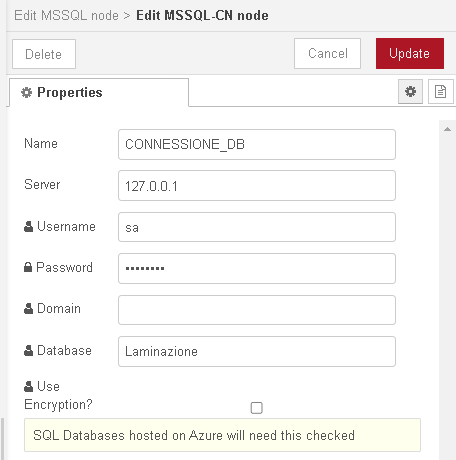 Edit MSSQL node > Edit MSSQL-CN node
Delete
Cancel
Update
Properties
Name
CONNESSIONE_DB
Server
127.0.0.1
Username
sa
Password
••••••••
Domain
Database
Laminazione
Use
Encryption?
SQL Databases hosted on Azure will need this checked